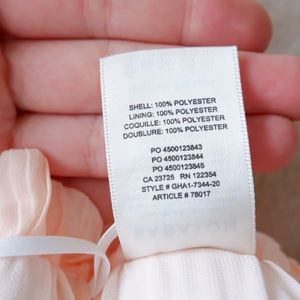 SHELL: 100% POLYESTER
LINING: 100% POLYESTER
COQUILLE: 100% POLYESTER
DOUBLURE: 100% POLYESTER
PO 4500123843
PO 4500123844
PO 4500123845
CA 23725 RN 122354
STYLE # GHA1-7344-20
ARTICLE # 78017